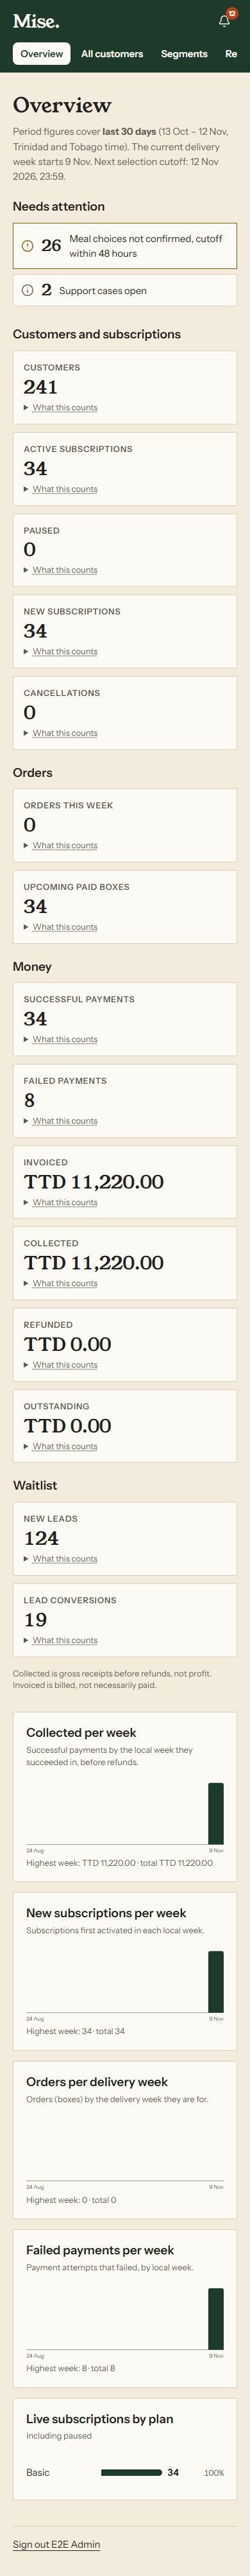 Mise.
12
Overview
All customers
Segments
Re
Overview
Period figures cover last 30 days (13 Oct – 12 Nov,
Trinidad and Tobago time). The current delivery
week starts 9 Nov. Next selection cutoff: 12 Nov
2026, 23:59.
Needs attention
26
Meal choices not confirmed, cutoff
within 48 hours
2
Support cases open
Customers and subscriptions
CUSTOMERS
241
What this counts
ACTIVE SUBSCRIPTIONS
34
What this counts
PAUSED
0
What this counts
NEW SUBSCRIPTIONS
34
What this counts
CANCELLATIONS
0
What this counts
Orders
ORDERS THIS WEEK
0
What this counts
UPCOMING PAID BOXES
34
What this counts
Money
SUCCESSFUL PAYMENTS
34
What this counts
FAILED PAYMENTS
8
What this counts
INVOICED
TTD 11,220.00
What this counts
COLLECTED
TTD 11,220.00
What this counts
REFUNDED
TTD 0.00
What this counts
OUTSTANDING
TTD 0.00
What this counts
Waitlist
NEW LEADS
124
What this counts
LEAD CONVERSIONS
19
What this counts
Collected is gross receipts before refunds, not profit.
Invoiced is billed, not necessarily paid.
Collected per week
Successful payments by the local week they
succeeded in, before refunds.
24 Aug
9 Nov
Highest week: TTD 11,220.00 · total TTD 11,220.00
New subscriptions per week
Subscriptions first activated in each local week.
24 Aug
9 Nov
Highest week: 34 · total 34
Orders per delivery week
Orders (boxes) by the delivery week they are for.
24 Aug
9 Nov
Highest week: 0 · total 0
Failed payments per week
Payment attempts that failed, by local week.
24 Aug
9 Nov
Highest week: 8 · total 8
Live subscriptions by plan
Including paused
Basic
34
100%
Sign out E2E Admin